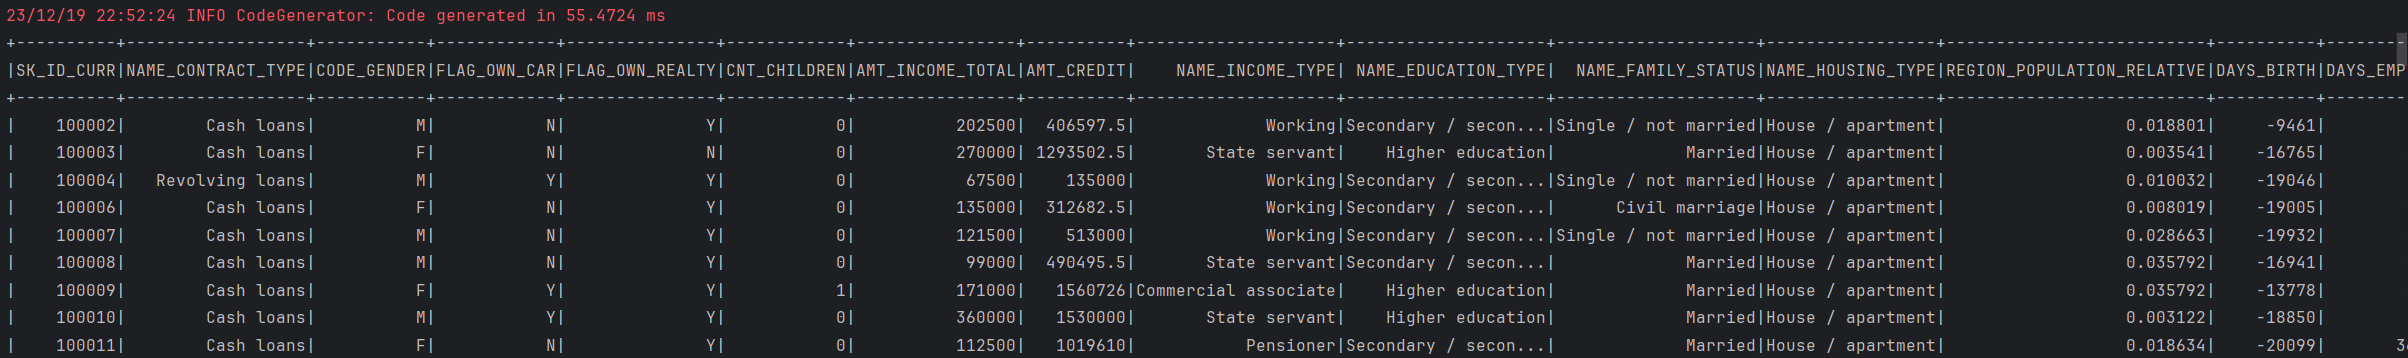 23/12/19 22:52:24 INFO CodeGenerator: Code generated in 55.4724 ms
+----------+------------------+-----------+------------+---------------+------------+----------------+----------+--------------------+--------------------+--------------------+-----------------+--------------------------+----------+--------
|SK_ID_CURR|NAME_CONTRACT_TYPE|CODE_GENDER|FLAG_OWN_CAR|FLAG_OWN_REALTY|CNT_CHILDREN|AMT_INCOME_TOTAL|AMT_CREDIT|    NAME_INCOME_TYPE| NAME_EDUCATION_TYPE|  NAME_FAMILY_STATUS|NAME_HOUSING_TYPE|REGION_POPULATION_RELATIVE|DAYS_BIRTH|DAYS_EMP
+----------+------------------+-----------+------------+---------------+------------+----------------+----------+--------------------+--------------------+--------------------+-----------------+--------------------------+----------+--------
|    100002|        Cash loans|          M|           N|              Y|           0|          202500|  406597.5|             Working|Secondary / secon...|Single / not married|House / apartment|                  0.018801|     -9461|
|    100003|        Cash loans|          F|           N|              N|           0|          270000| 1293502.5|       State servant|    Higher education|             Married|House / apartment|                  0.003541|    -16765|
|    100004|   Revolving loans|          M|           Y|              Y|           0|           67500|    135000|             Working|Secondary / secon...|Single / not married|House / apartment|                  0.010032|    -19046|
|    100006|        Cash loans|          F|           N|              Y|           0|          135000|  312682.5|             Working|Secondary / secon...|      Civil marriage|House / apartment|                  0.008019|    -19005|
|    100007|        Cash loans|          M|           N|              Y|           0|          121500|    513000|             Working|Secondary / secon...|Single / not married|House / apartment|                  0.028663|    -19932|
|    100008|        Cash loans|          M|           N|              Y|           0|           99000|  490495.5|       State servant|Secondary / secon...|             Married|House / apartment|                  0.035792|    -16941|
|    100009|        Cash loans|          F|           Y|              Y|           1|          171000|   1560726|Commercial associate|    Higher education|             Married|House / apartment|                  0.035792|    -13778|
|    100010|        Cash loans|          M|           Y|              Y|           0|          360000|   1530000|       State servant|    Higher education|             Married|House / apartment|                  0.003122|    -18850|
|    100011|        Cash loans|          F|           N|              Y|           0|          112500|   1019610|           Pensioner|Secondary / secon...|             Married|House / apartment|                  0.018634|    -20099|       3